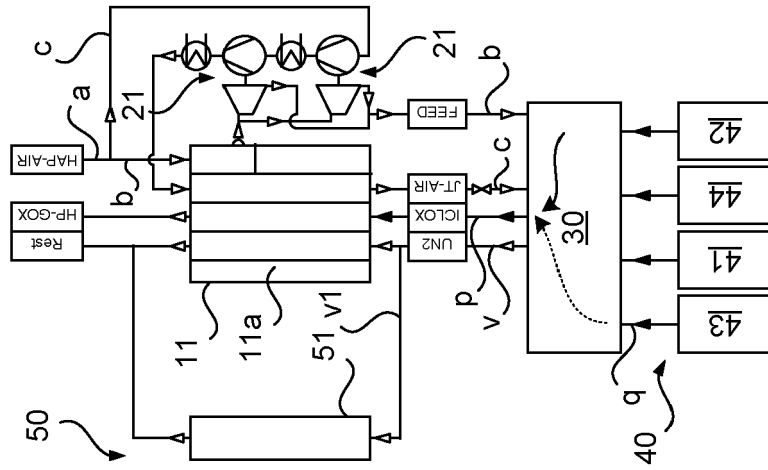 c
a
21
21
b
HAP-AIR
HP-GOX
Rest
b
FEED
JT-AIR
c
ICLOX
UN2
11
11a
v1
51
50
p
v
30
q
40
42
44
41
43